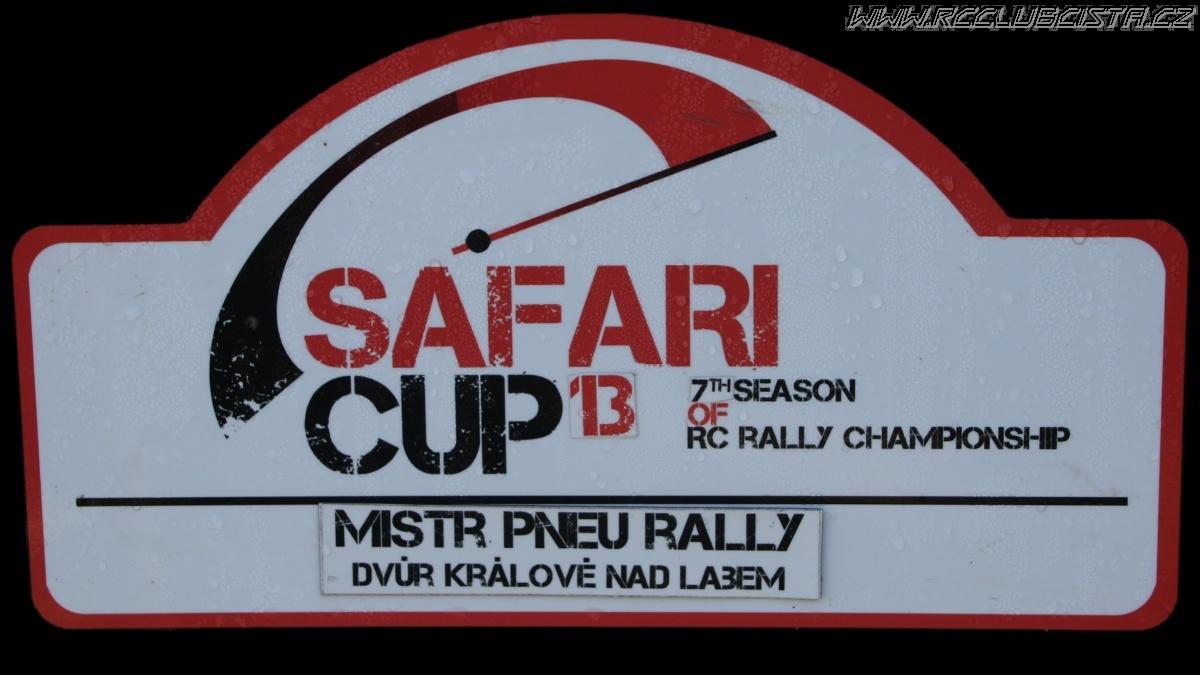 WWW.RCCLUBCISTA.CZ
SAFARI
CUP '13
7TH SEASON
OF
RC RALLY CHAMPIONSHIP
MISTR PNEU RALLY
DVŮR KRÁLOVÉ NAD LABEM